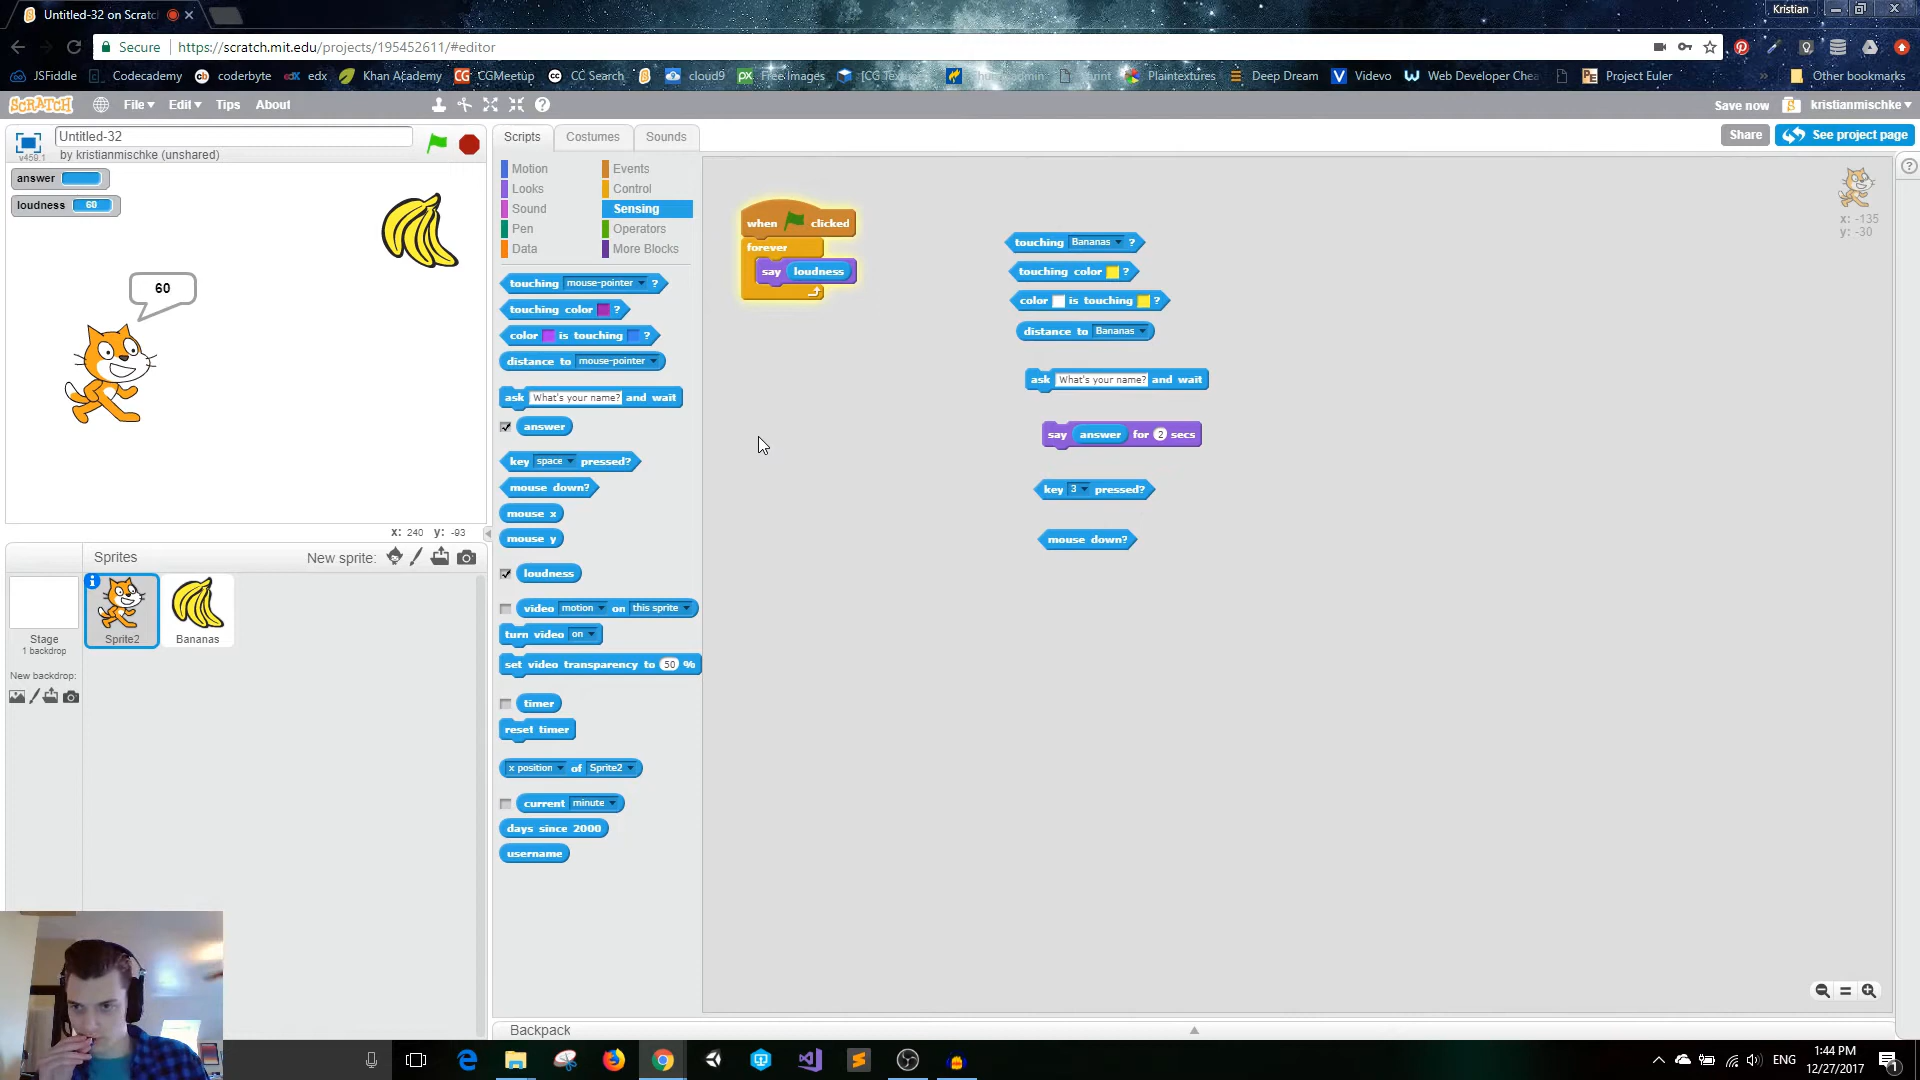 Untitled-32 on Scratch
Kristian
Secure https://scratch.mit.edu/projects/195452611/#editor
JSFiddle Codecademy coderbyte edx Khan Academy CGMeetup CC Search cloud9 Free Images Plaintextures Deep Dream Videvo Web Developer Chea Project Euler » Other bookmarks
SCRATCH File Edit Tips About Save now kristianmischke
Untitled-32
by kristianmischke (unshared)
v459.1
Scripts Costumes Sounds
Share See project page
answer
loudness 60
60
Motion Events
Looks Control
Sound Sensing
Pen Operators
Data More Blocks
touching mouse-pointer ?
touching color ?
color is touching ?
distance to mouse-pointer
ask What's your name? and wait
answer
key space pressed?
mouse down?
mouse x
mouse y
loudness
video motion on this sprite
turn video on
set video transparency to 50 %
timer
reset timer
x position of Sprite2
current minute
days since 2000
username
when clicked
forever
say loudness
touching Bananas ?
touching color ?
color is touching ?
distance to Bananas
ask What's your name? and wait
say answer for 2 secs
key 3 pressed?
mouse down?
x: -135
y: -30
x: 240 y: -93
Sprites New sprite:
Stage
1 backdrop
New backdrop:
Sprite2
Bananas
Backpack
ENG
1:44 PM
12/27/2017
1